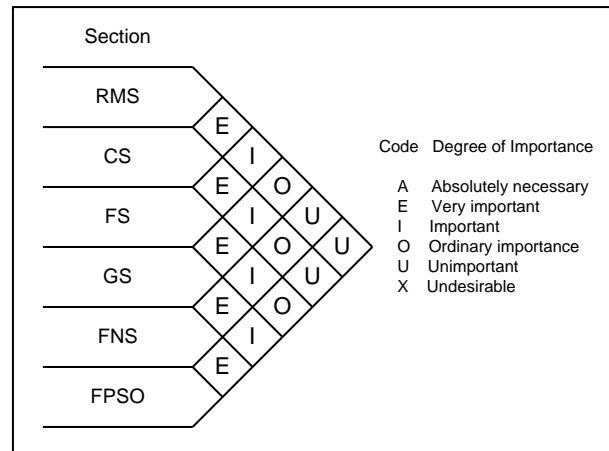 Section
RMS
E
CS
I
Code Degree of Importance
E
O
A Absolutely necessary
FS
I
U
E Very important
E
O
U
I Important
GS
I
U
O Ordinary importance
E
O
U Unimportant
FNS
I
X Undesirable
E
FPSO